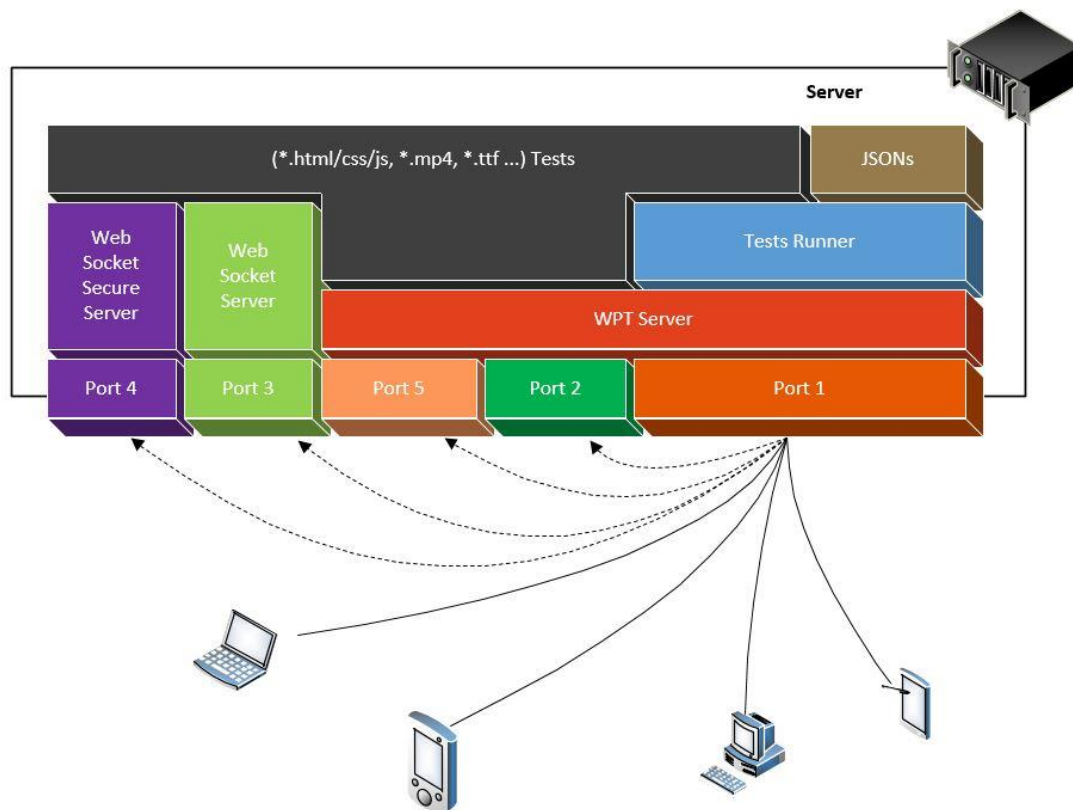 Server
(*.html/css/js, *.mp4, *.ttf ...) Tests
JSONs
Web
Socket
Secure
Server
Web
Socket
Server
Tests Runner
WPT Server
Port 4
Port 3
Port 5
Port 2
Port 1